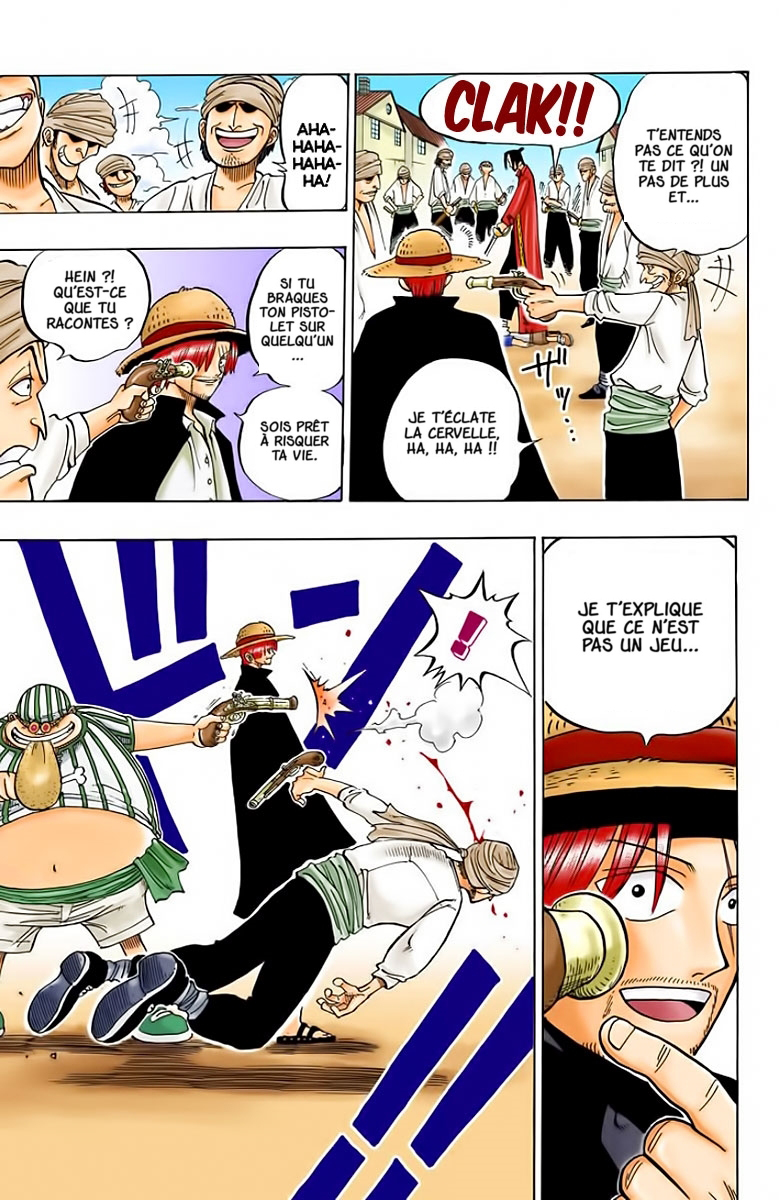 T'ENTENDS
PAS CE QU'ON
TE DIT ?! UN
PAS DE PLUS
ET...
CLAK!!
JE T'ÉCLATE
LA CERVELLE,
HA, HA, HA !!
ザッ...
AHA-
HAHA-
HAHA-
HA!
SI TU
BRAQUES
TON PISTO-
LET SUR
QUELQU'UN
...
SOIS PRÊT
À RISQUER
TA VIE.
HEIN ?!
QU'EST-CE
QUE TU
RACONTES ?
JE T'EXPLIQUE
QUE CE N'EST
PAS UN JEU...
!